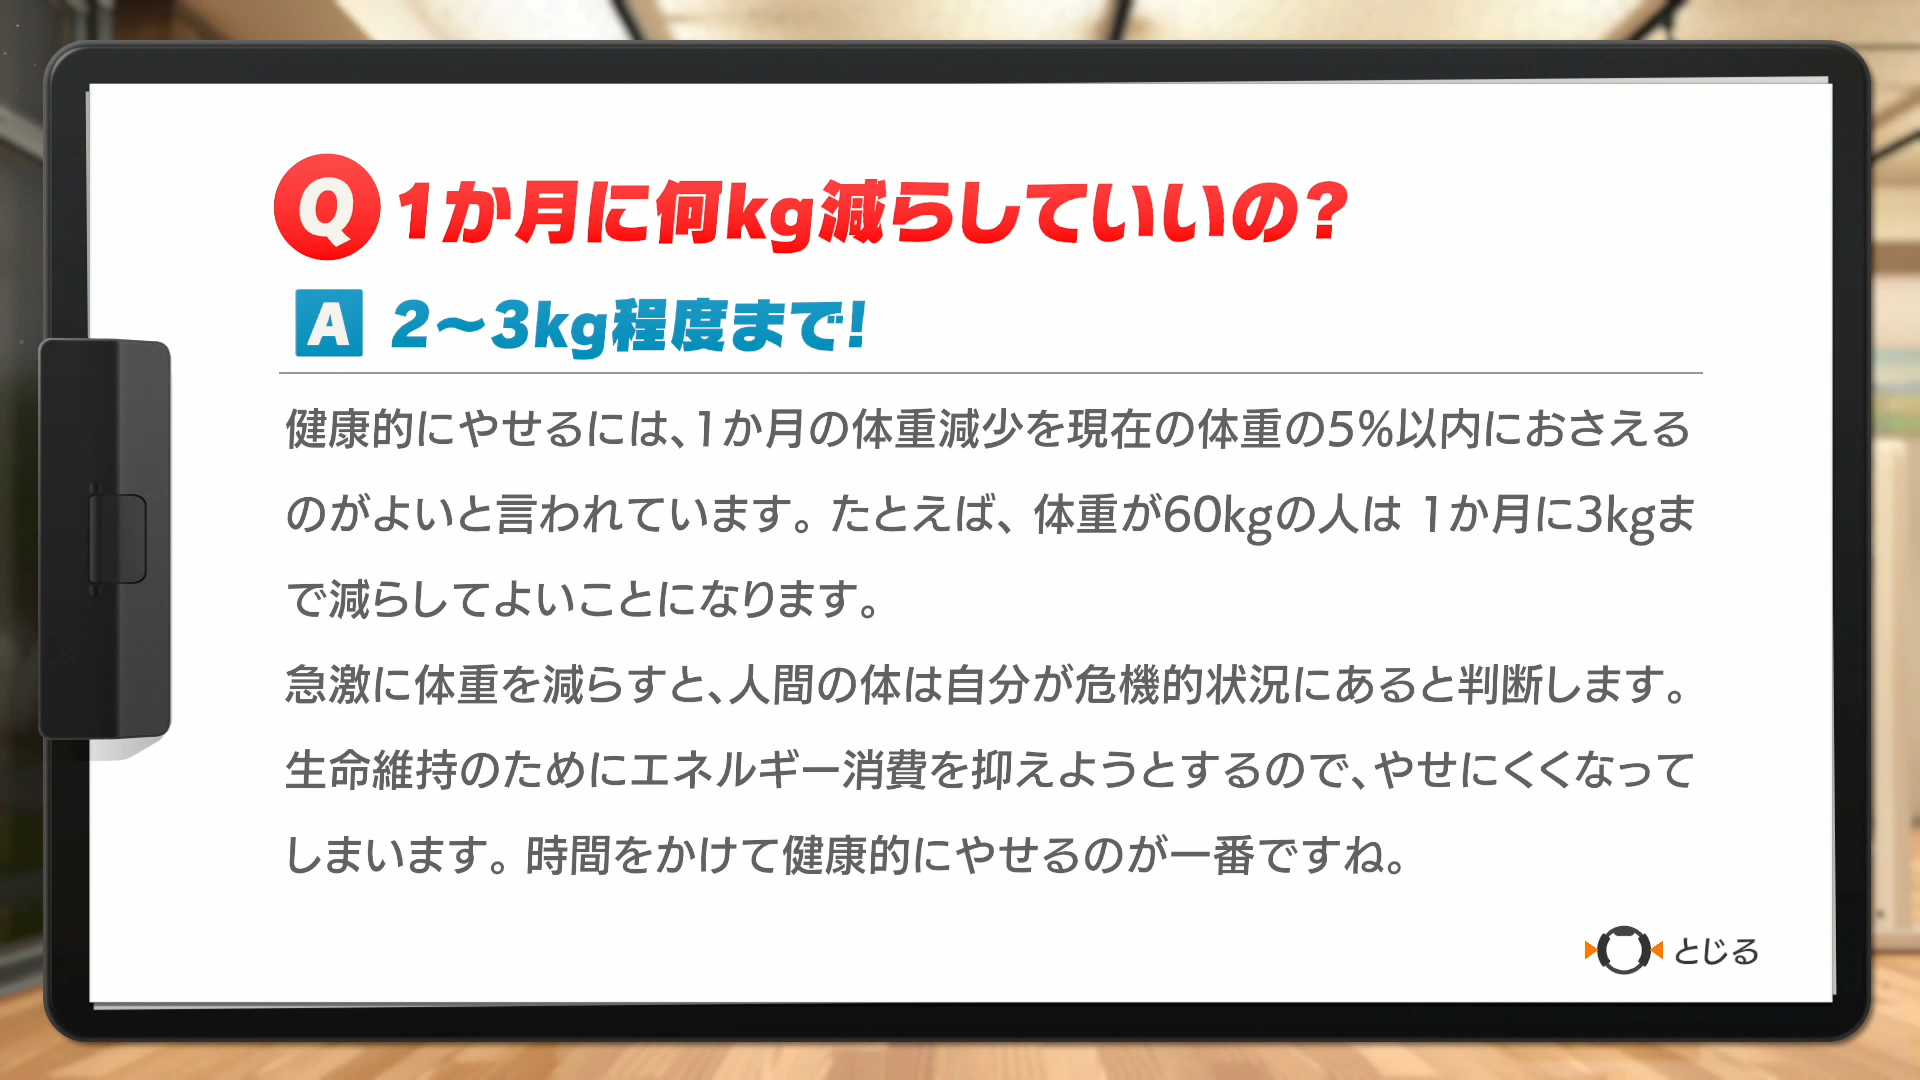 Q 1か月に何kg減らしていいの?
A 2～3kg程度まで!
健康的にやせるには、1か月の体重減少を現在の体重の5%以内におさえる
のがよいと言われています。たとえば、体重が60kgの人は 1か月に3kgま
で減らしてよいことになります。
急激に体重を減らすと、人間の体は自分が危機的状況にあると判断します。
生命維持のためにエネルギー消費を抑えようとするので、やせにくくなって
しまいます。時間をかけて健康的にやせるのが一番ですね。
とじる